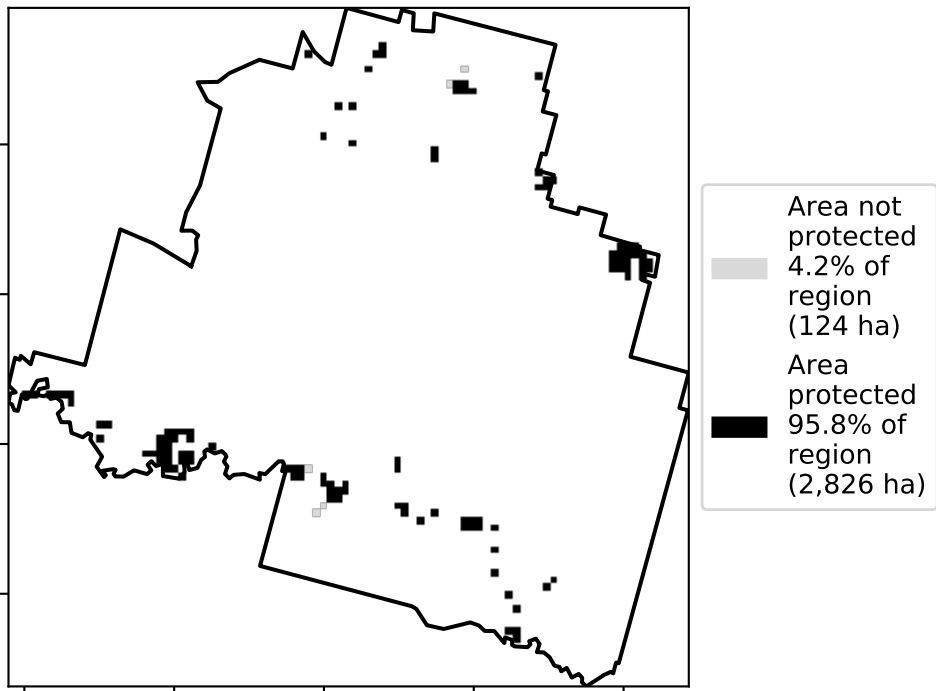 Area not
protected
4.2% of
region
(124 ha)
Area
protected
95.8% of
region
(2,826 ha)